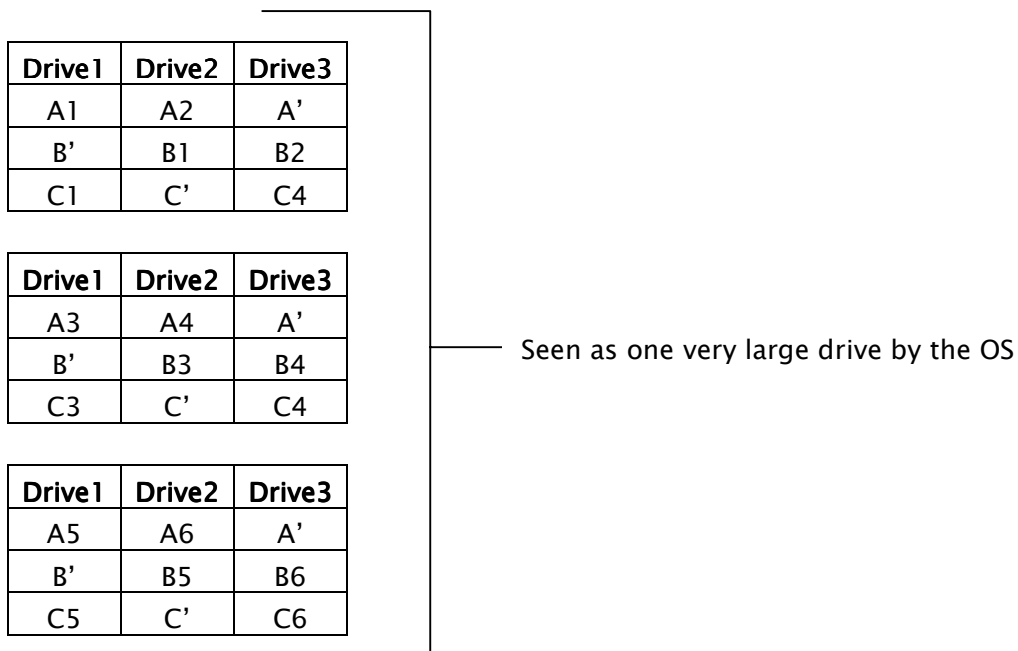 Drive1 Drive2 Drive3
A1 A2 A’
B’ B1 B2
C1 C’ C4
Drive1 Drive2 Drive3
A3 A4 A’
B’ B3 B4
C3 C’ C4
Seen as one very large drive by the OS
Drive1 Drive2 Drive3
A5 A6 A’
B’ B5 B6
C5 C’ C6